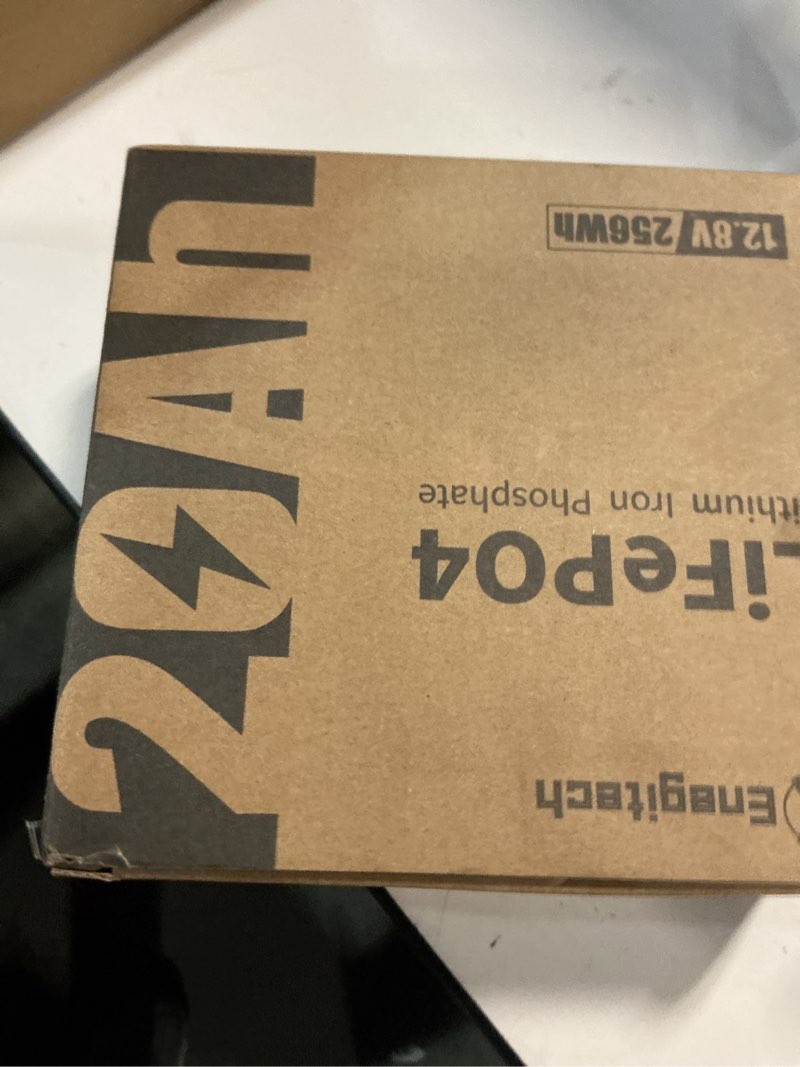 Enegitech
LiFePO4
ithium Iron Phosphate
12.8V/256Wh
20Ah